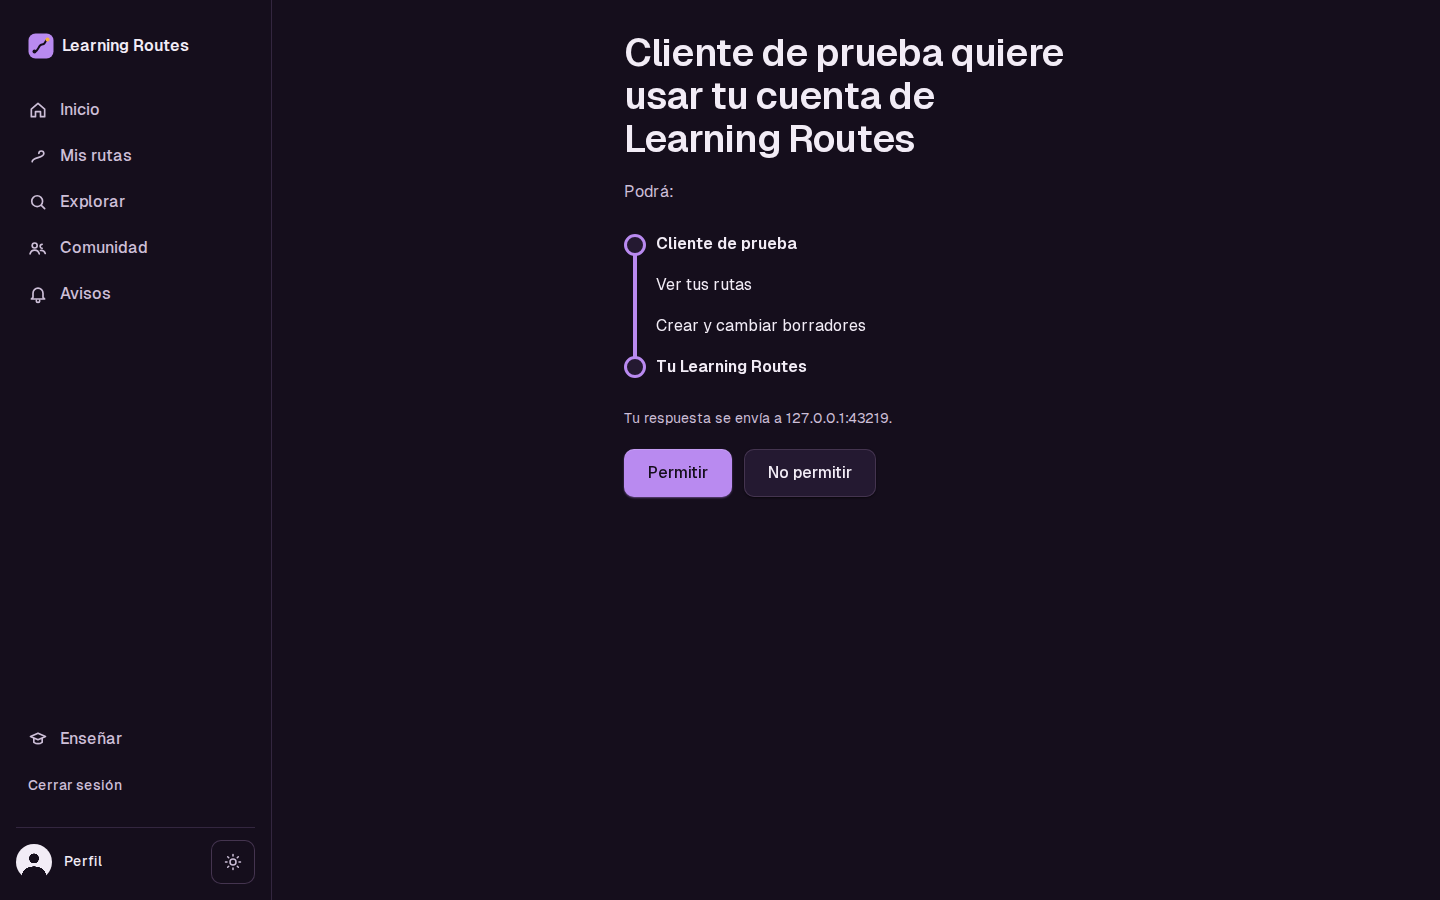 Learning Routes
Inicio
Mis rutas
Explorar
Comunidad
Avisos
Enseñar
Cerrar sesión
Perfil
Cliente de prueba quiere
usar tu cuenta de
Learning Routes
Podrá:
Cliente de prueba
Ver tus rutas
Crear y cambiar borradores
Tu Learning Routes
Tu respuesta se envía a 127.0.0.1:43219.
Permitir
No permitir